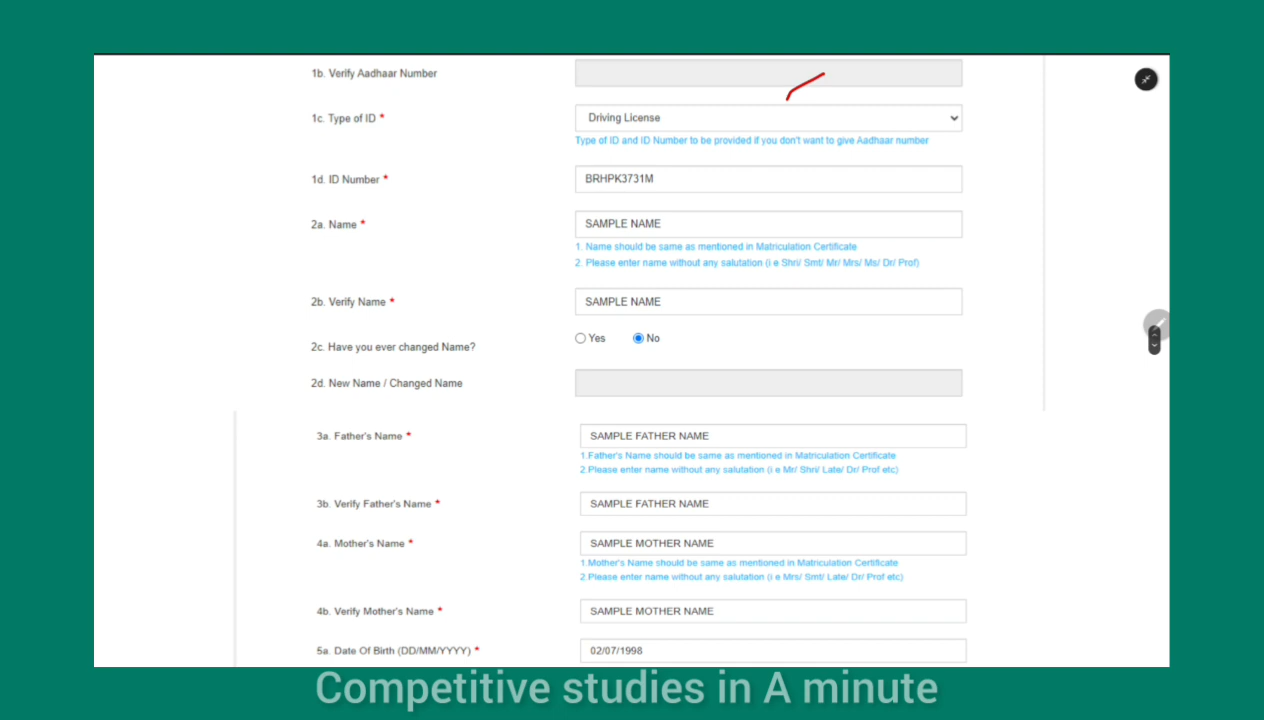 1b. Verify Aadhaar Number
1c. Type of ID *
Driving License
Type of ID and ID Number to be provided if you don't want to give Aadhaar number
1d. ID Number *
BRHPK3731M
2a. Name *
SAMPLE NAME
1. Name should be same as mentioned in Matriculation Certificate
2. Please enter name without any salutation (i e Shri/ Smt/ Mr/ Mrs/ Ms/ Dr/ Prof)
2b. Verify Name *
SAMPLE NAME
2c. Have you ever changed Name?
Yes No
2d. New Name / Changed Name
3a. Father's Name *
SAMPLE FATHER NAME
1.Father's Name should be same as mentioned in Matriculation Certificate
2.Please enter name without any salutation (i e Mr/ Shri/ Late/ Dr/ Prof etc)
3b. Verify Father's Name *
SAMPLE FATHER NAME
4a. Mother's Name *
SAMPLE MOTHER NAME
1.Mother's Name should be same as mentioned in Matriculation Certificate
2.Please enter name without any salutation (i e Mrs/ Smt/ Late/ Dr/ Prof etc)
4b. Verify Mother's Name *
SAMPLE MOTHER NAME
5a. Date Of Birth (DD/MM/YYYY) *
02/07/1998
Competitive studies in A minute